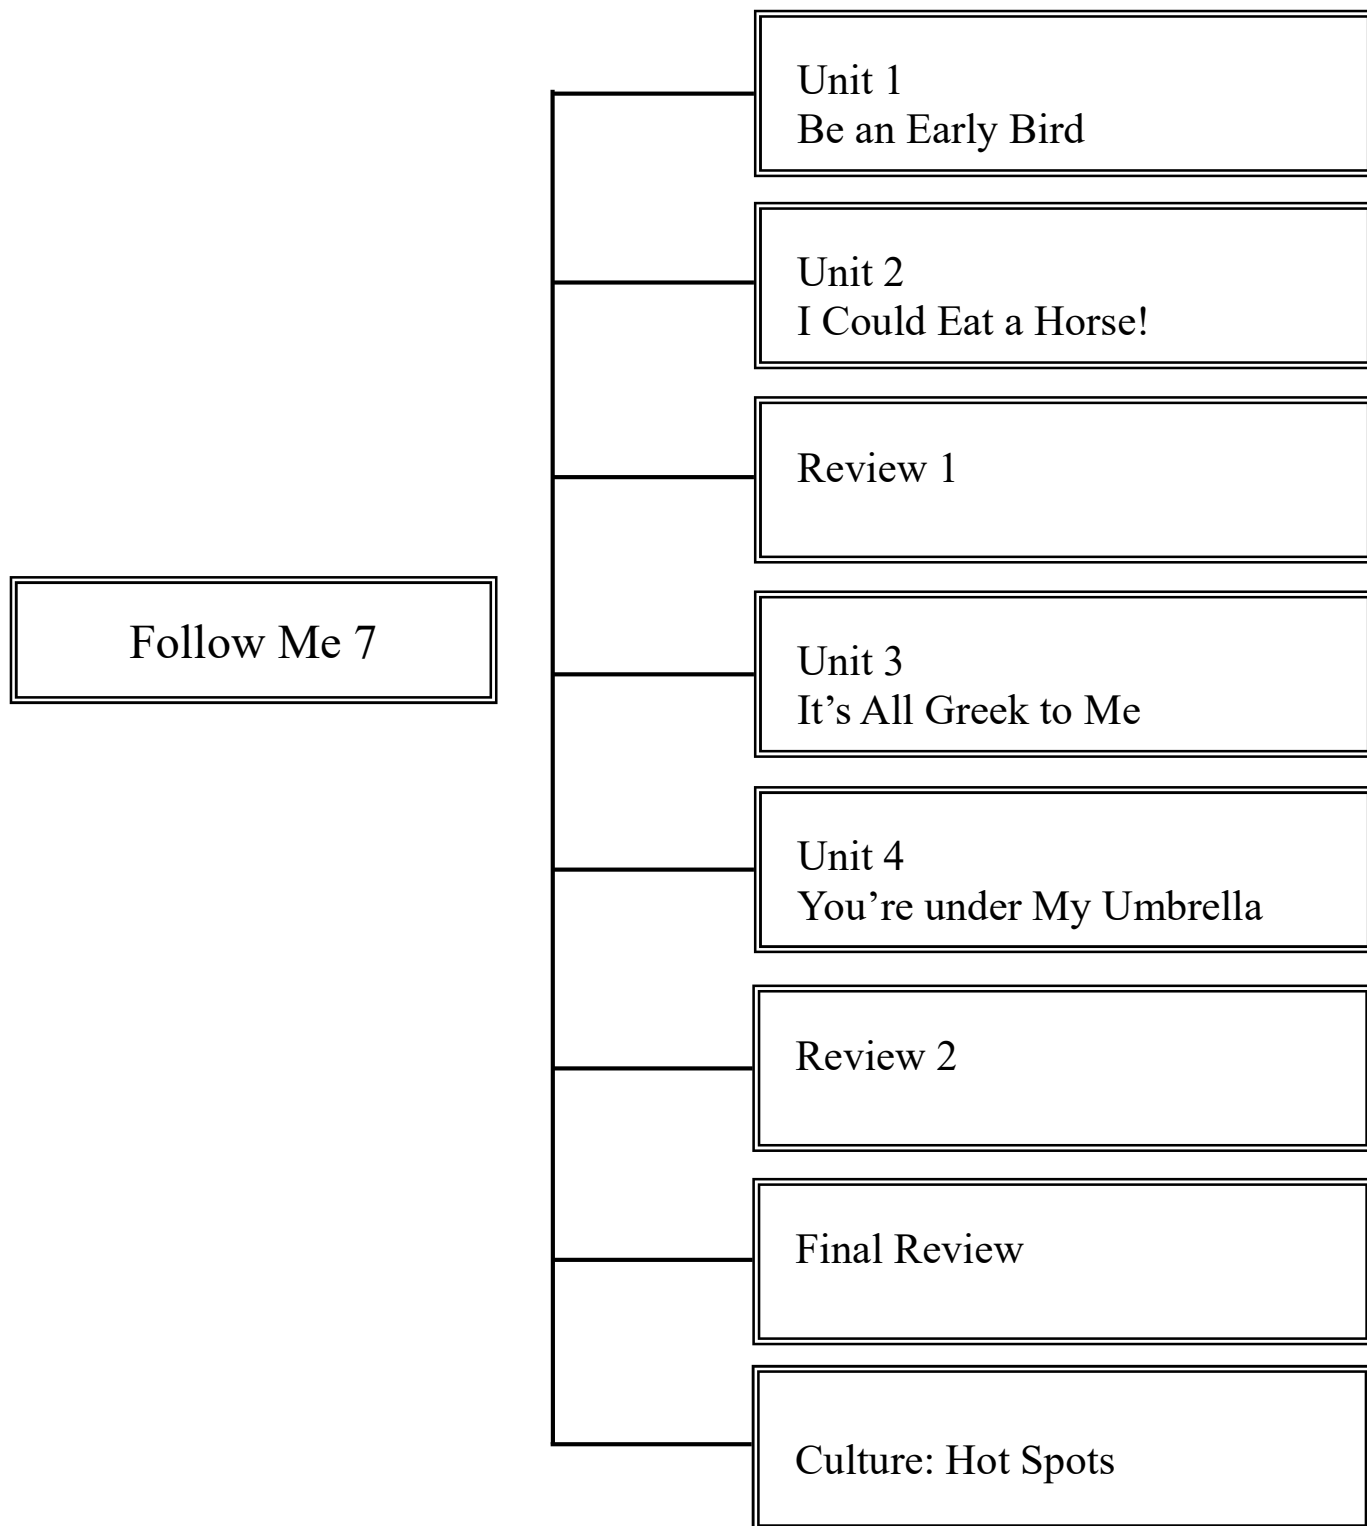 Follow Me 7
Unit 1
Be an Early Bird
Unit 2
I Could Eat a Horse!
Review 1
Unit 3
It’s All Greek to Me
Unit 4
You’re under My Umbrella
Review 2
Final Review
Culture: Hot Spots